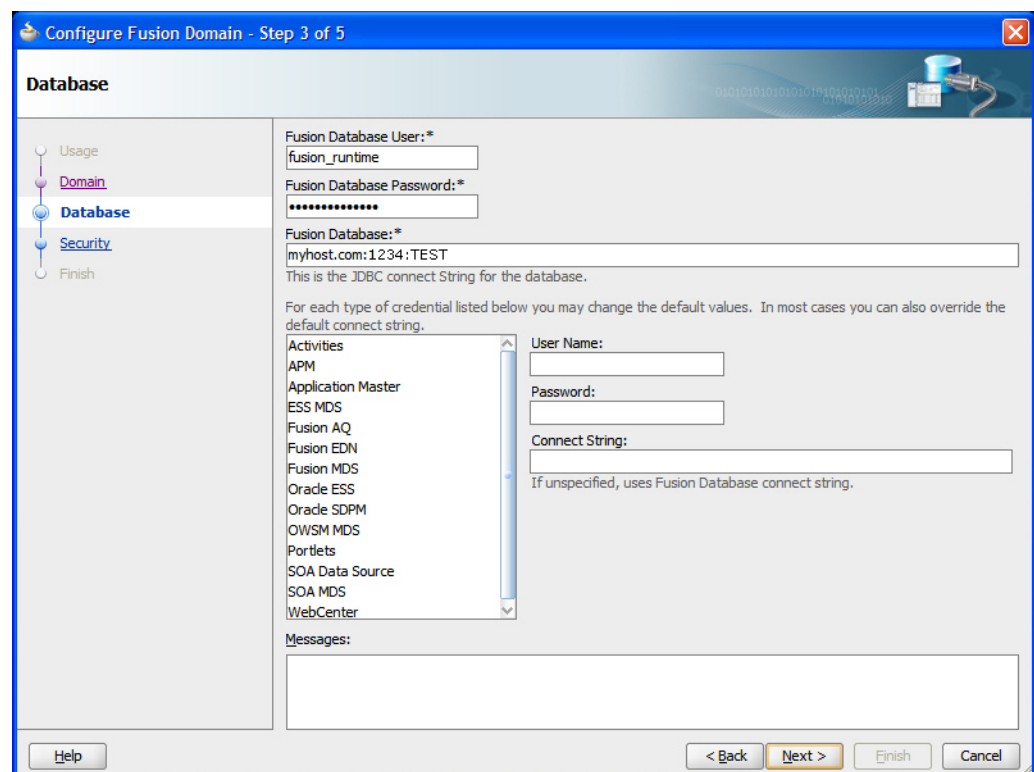 Configure Fusion Domain - Step 3 of 5
Database
Usage
Domain
Database
Security
Finish
Fusion Database User:*
fusion_runtime
Fusion Database Password:*
••••••••••••••
Fusion Database:*
myhost.com:1234:TEST
This is the JDBC connect String for the database.
For each type of credential listed below you may change the default values. In most cases you can also override the
default connect string.
Activities
APM
Application Master
ESS MDS
Fusion AQ
Fusion EDN
Fusion MDS
Oracle ESS
Oracle SDPM
OWSM MDS
Portlets
SOA Data Source
SOA MDS
WebCenter
User Name:
Password:
Connect String:
If unspecified, uses Fusion Database connect string.
Messages:
Help
< Back
Next >
Finish
Cancel